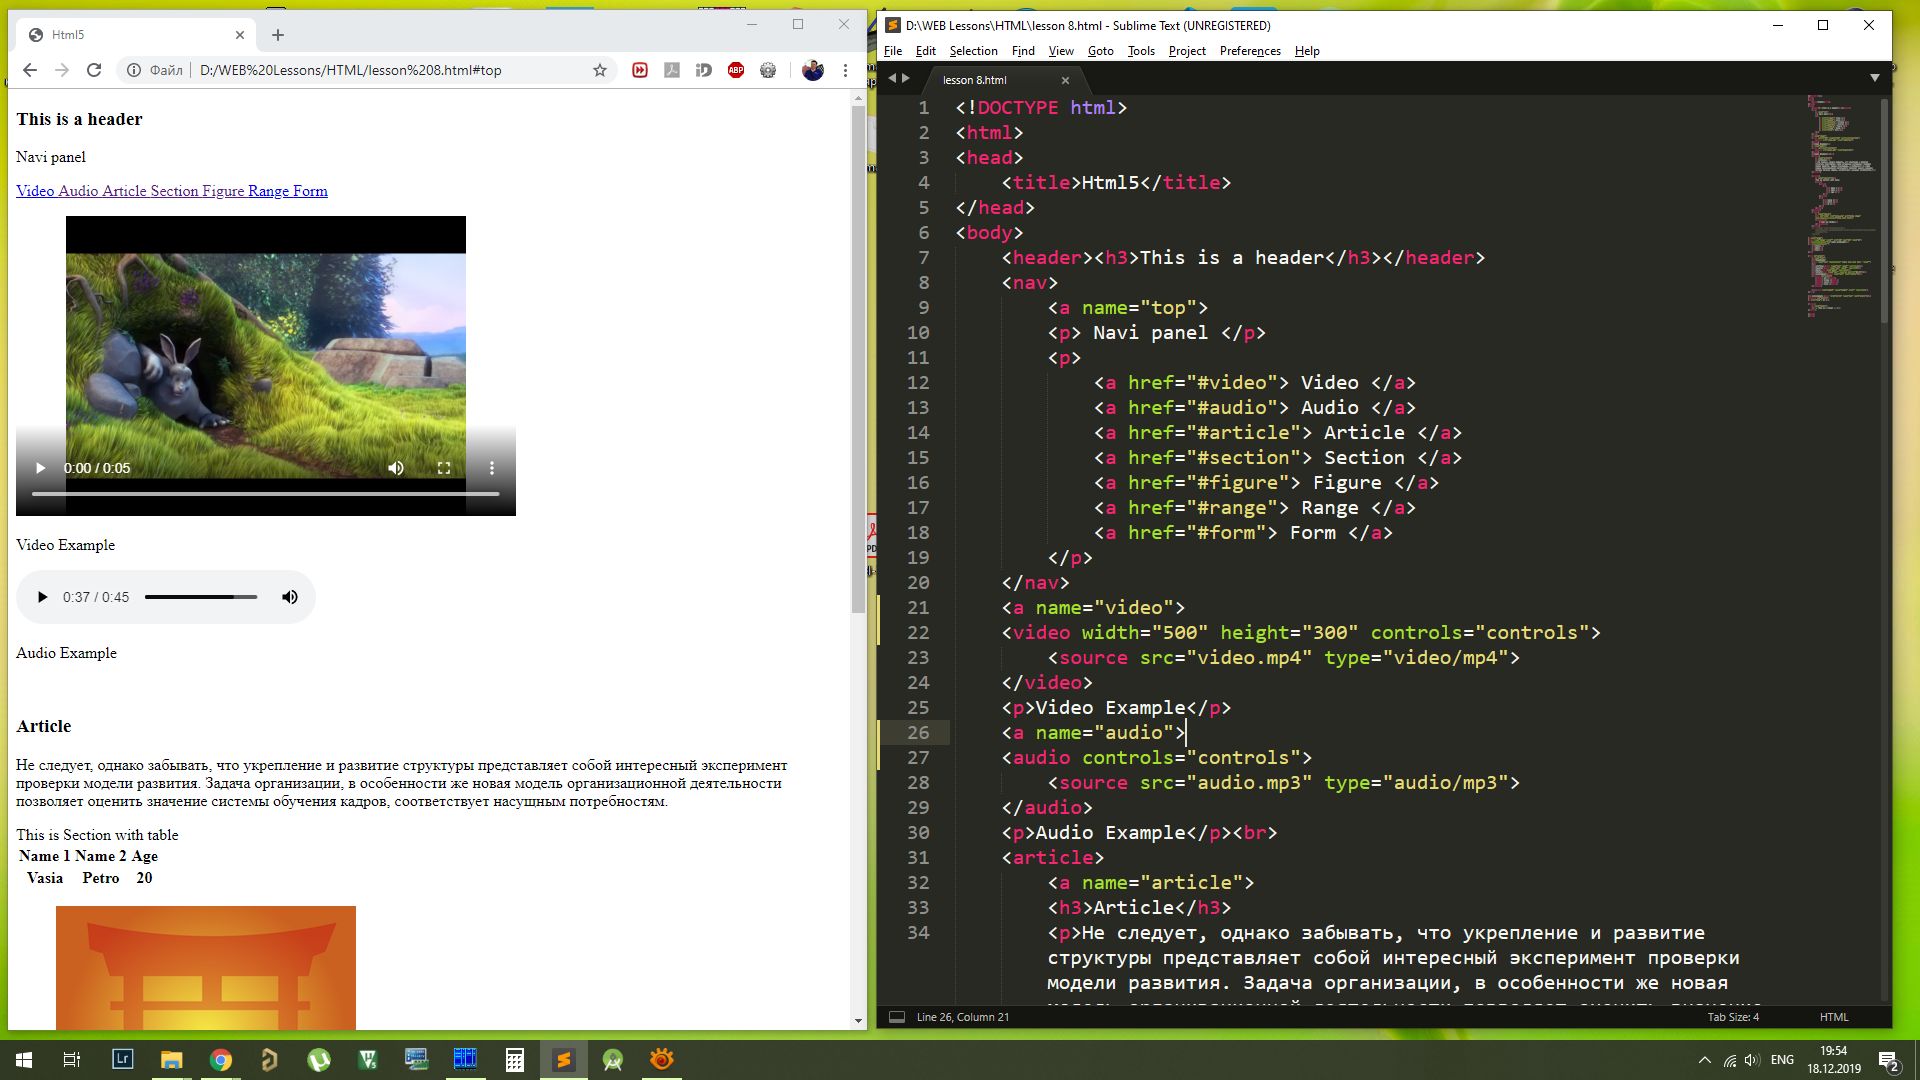 Html5
Файл
D:/WEB%20Lessons/HTML/lesson%208.html#top
ABP
This is a header
Navi panel
Video Audio Article Section Figure Range Form
0:00 / 0:05
Video Example
0:37 / 0:45
Audio Example
Article
Не следует, однако забывать, что укрепление и развитие структуры представляет собой интересный эксперимент
проверки модели развития. Задача организации, в особенности же новая модель организационной деятельности
позволяет оценить значение системы обучения кадров, соответствует насущным потребностям.
This is Section with table
Name 1 Name 2 Age
Vasia Petro 20
D:\WEB Lessons\HTML\lesson 8.html - Sublime Text (UNREGISTERED)
File Edit Selection Find View Goto Tools Project Preferences Help
lesson 8.html
1 <!DOCTYPE html>
2 <html>
3 <head>
4 <title>Html5</title>
5 </head>
6 <body>
7 <header><h3>This is a header</h3></header>
8 <nav>
9 <a name="top">
10 <p> Navi panel </p>
11 <p>
12 <a href="#video"> Video </a>
13 <a href="#audio"> Audio </a>
14 <a href="#article"> Article </a>
15 <a href="#section"> Section </a>
16 <a href="#figure"> Figure </a>
17 <a href="#range"> Range </a>
18 <a href="#form"> Form </a>
19 </p>
20 </nav>
21 <a name="video">
22 <video width="500" height="300" controls="controls">
23 <source src="video.mp4" type="video/mp4">
24 </video>
25 <p>Video Example</p>
26 <a name="audio">
27 <audio controls="controls">
28 <source src="audio.mp3" type="audio/mp3">
29 </audio>
30 <p>Audio Example</p><br>
31 <article>
32 <a name="article">
33 <h3>Article</h3>
34 <p>Не следует, однако забывать, что укрепление и развитие
структуры представляет собой интересный эксперимент проверки
модели развития. Задача организации, в особенности же новая
Line 26, Column 21
Tab Size: 4
HTML
Lr
ENG
19:54
18.12.2019
2